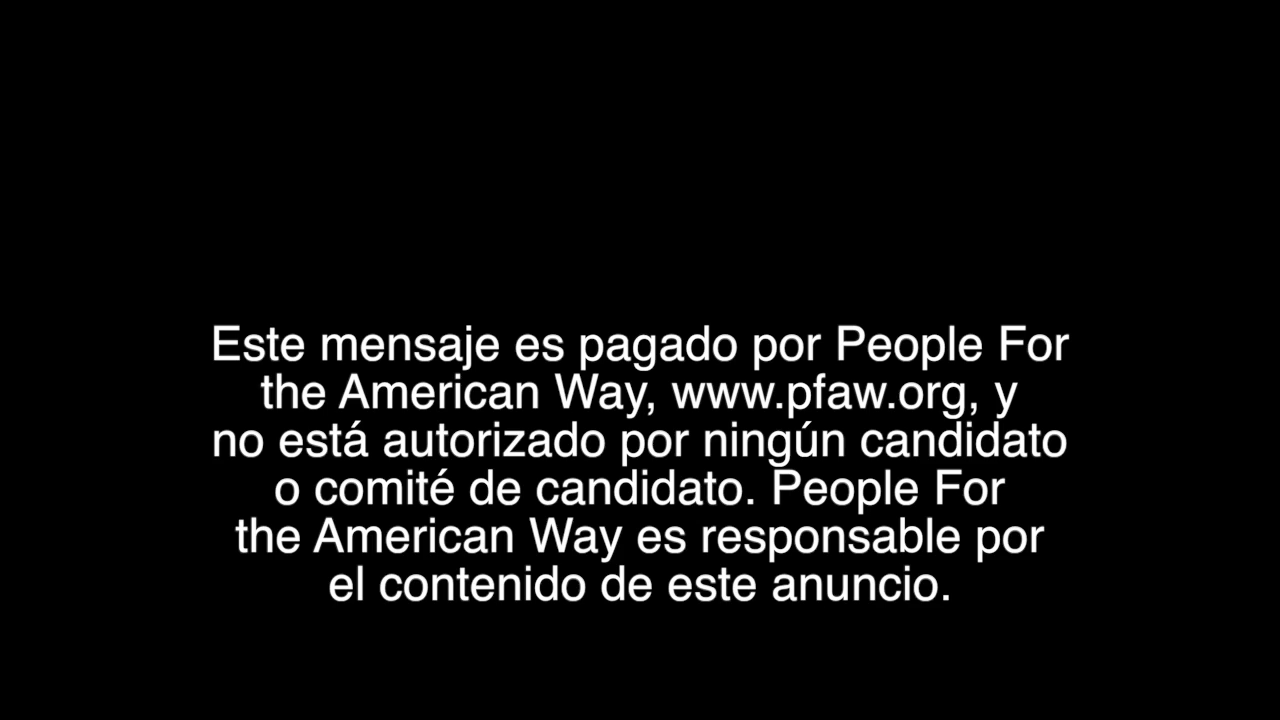 Este mensaje es pagado por People For
the American Way, www.pfaw.org, y
no está autorizado por ningún candidato
o comité de candidato. People For
the American Way es responsable por
el contenido de este anuncio.